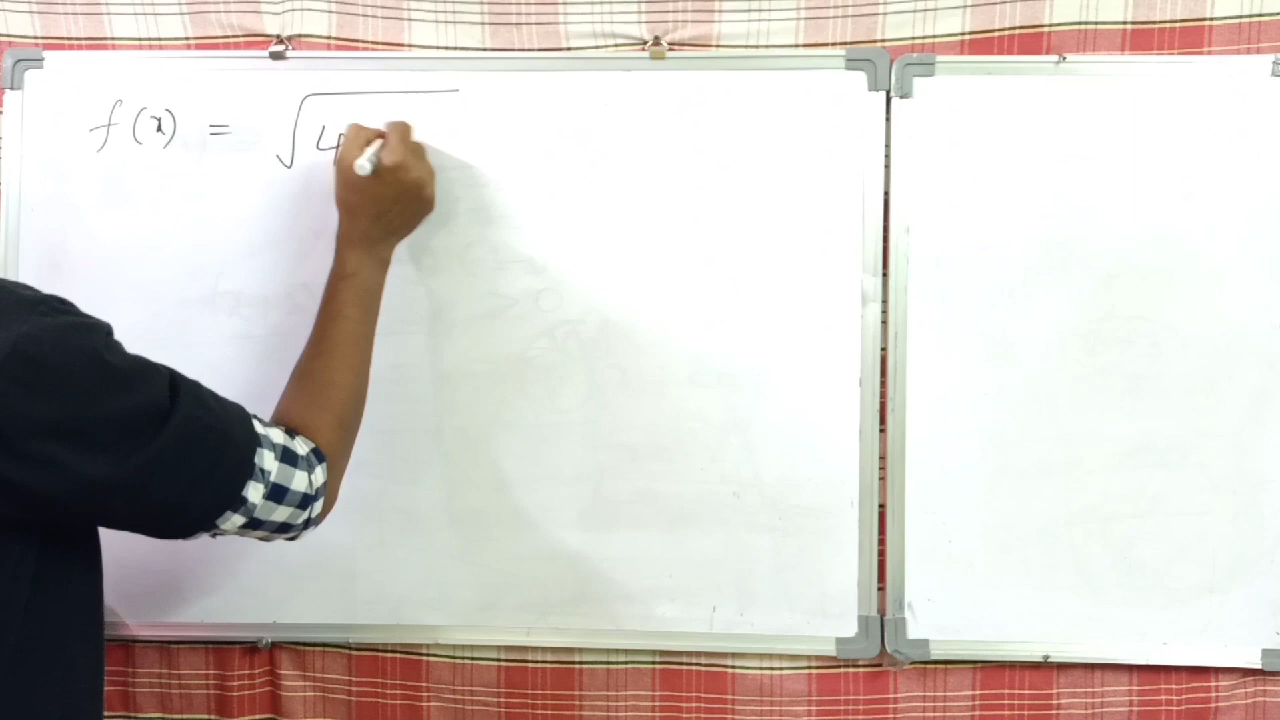 f(x) = √4